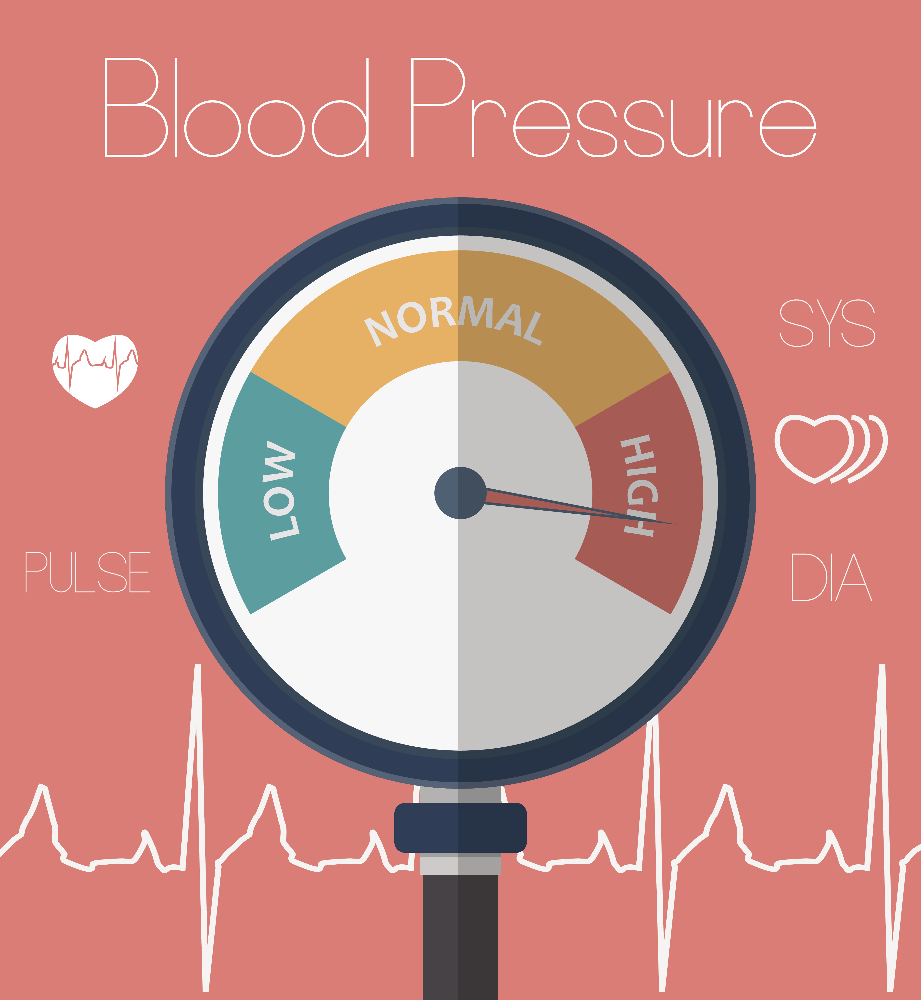 Blood Pressure
NORMAL
SYS
LOW
HIGH
PULSE
DIA